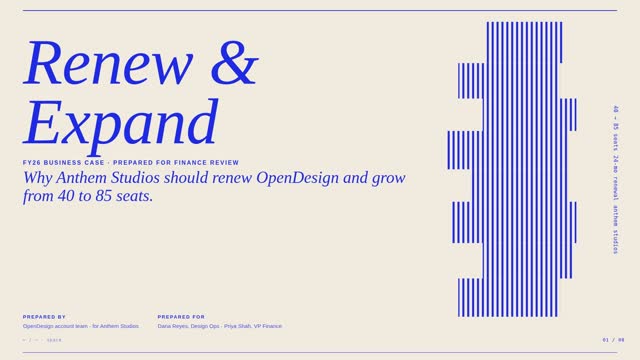 Renew &
Expand
FY26 BUSINESS CASE · PREPARED FOR FINANCE REVIEW
Why Anthem Studios should renew OpenDesign and grow
from 40 to 85 seats.
40 → 85 seats 24-mo renewal anthem studios
PREPARED BY
OpenDesign account team · for Anthem Studios
PREPARED FOR
Dana Reyes, Design Ops · Priya Shah, VP Finance
01 / 08